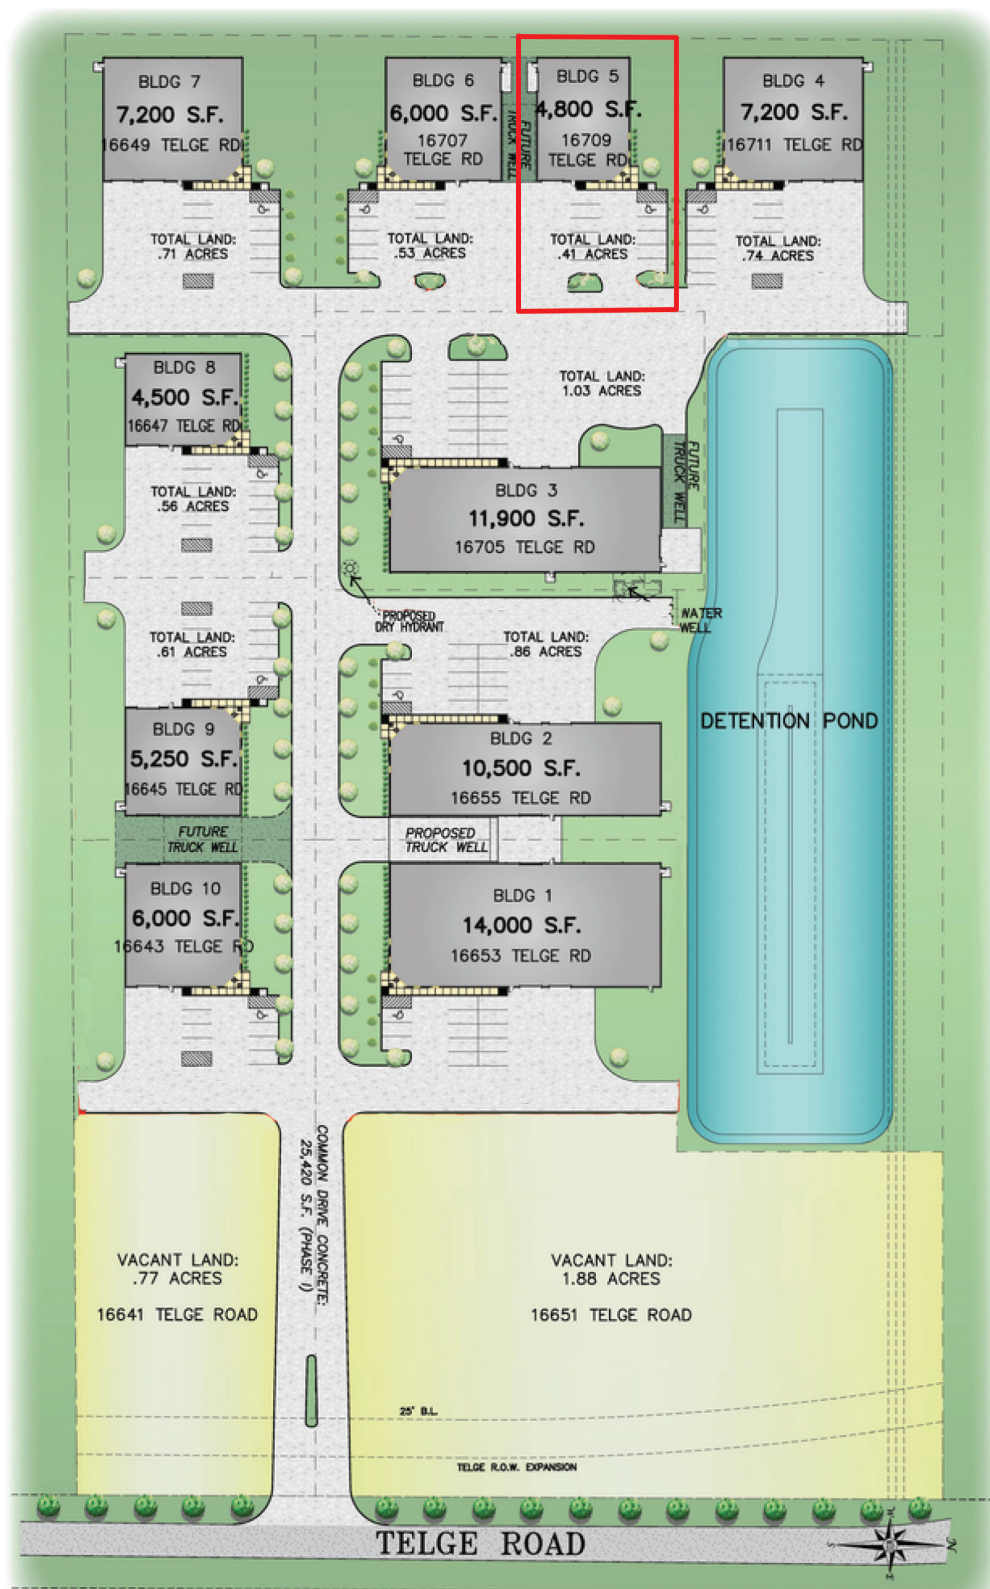 BLDG 7
7,200 S.F.
16649 TELGE RD
BLDG 6
6,000 S.F.
16707
TELGE RD
FUTURE
TRUCK WELL
BLDG 5
4,800 S.F.
16709
TELGE RD
BLDG 4
7,200 S.F.
16711 TELGE RD
TOTAL LAND:
.71 ACRES
TOTAL LAND:
.53 ACRES
TOTAL LAND:
.41 ACRES
TOTAL LAND:
.74 ACRES
BLDG 8
4,500 S.F.
16647 TELGE RD
TOTAL LAND:
1.03 ACRES
TOTAL LAND:
.56 ACRES
BLDG 3
11,900 S.F.
16705 TELGE RD
FUTURE
TRUCK WELL
PROPOSED
DRY HYDRANT
WATER
WELL
TOTAL LAND:
.61 ACRES
TOTAL LAND:
.86 ACRES
BLDG 9
5,250 S.F.
16645 TELGE RD
BLDG 2
10,500 S.F.
16655 TELGE RD
DETENTION POND
FUTURE
TRUCK WELL
PROPOSED
TRUCK WELL
BLDG 10
6,000 S.F.
16643 TELGE RD
BLDG 1
14,000 S.F.
16653 TELGE RD
COMMON DRIVE CONCRETE:
25,420 S.F. (PHASE I)
VACANT LAND:
.77 ACRES
16641 TELGE ROAD
VACANT LAND:
1.88 ACRES
16651 TELGE ROAD
25' B.L.
TELGE R.O.W. EXPANSION
TELGE ROAD
W
S
N